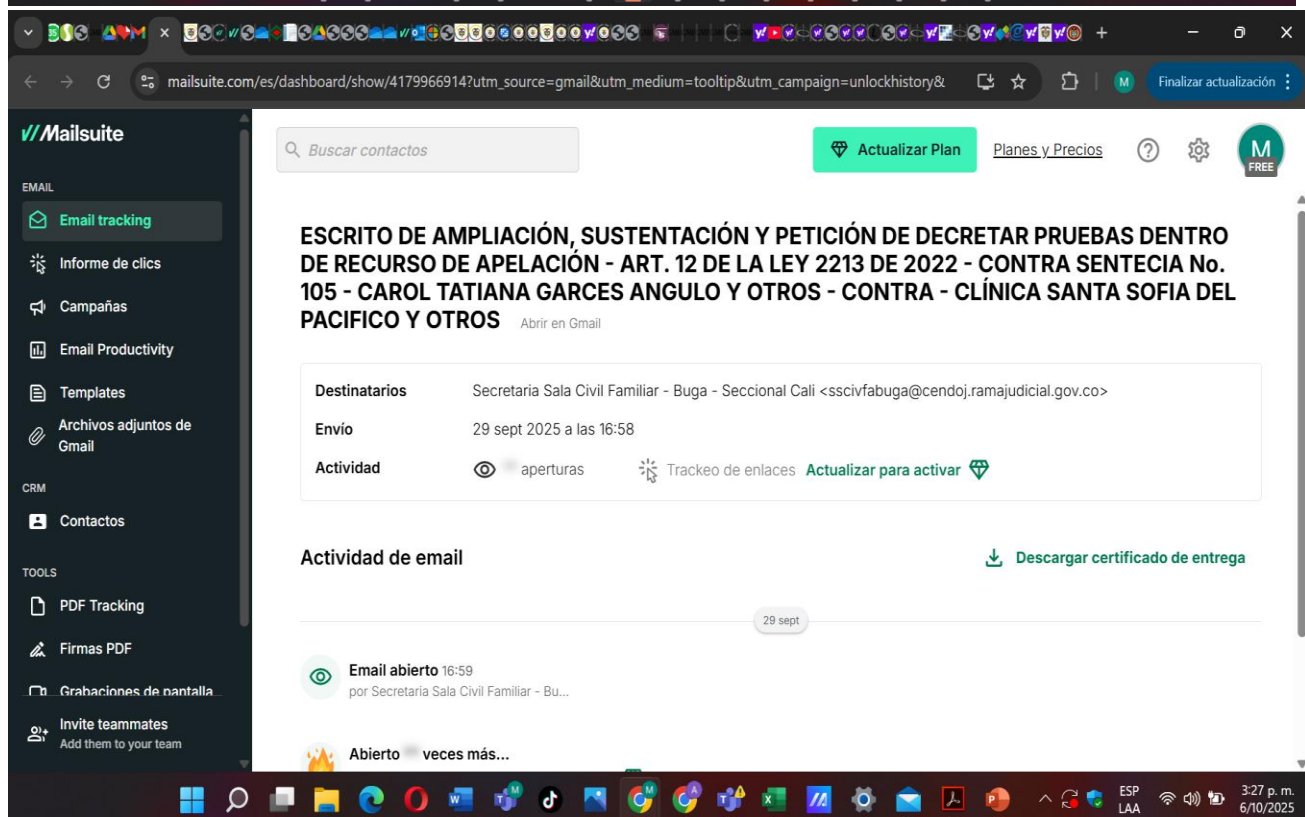 mailsuite.com/es/dashboard/show/4179966914?utm_source=gmail&utm_medium=tooltip&utm_campaign=unlockhistory&
M
Finalizar actualización
Mailsuite
Buscar contactos
Actualizar Plan
Planes y Precios
M
FREE
EMAIL
Email tracking
Informe de clics
Campañas
Email Productivity
Templates
Archivos adjuntos de
Gmail
CRM
Contactos
TOOLS
PDF Tracking
Firmas PDF
Grabaciones de pantalla
Invite teammates
Add them to your team
ESCRITO DE AMPLIACIÓN, SUSTENTACIÓN Y PETICIÓN DE DECRETAR PRUEBAS DENTRO
DE RECURSO DE APELACIÓN - ART. 12 DE LA LEY 2213 DE 2022 - CONTRA SENTECIA No.
105 - CAROL TATIANA GARCES ANGULO Y OTROS - CONTRA - CLÍNICA SANTA SOFIA DEL
PACIFICO Y OTROS Abrir en Gmail
Destinatarios Secretaria Sala Civil Familiar - Buga - Seccional Cali <sscivfabuga@cendoj.ramajudicial.gov.co>
Envío 29 sept 2025 a las 16:58
Actividad aperturas Trackeo de enlaces Actualizar para activar
Actividad de email
Descargar certificado de entrega
29 sept
Email abierto 16:59
por Secretaria Sala Civil Familiar - Bu...
Abierto veces más...
ESP
LAA
3:27 p. m.
6/10/2025